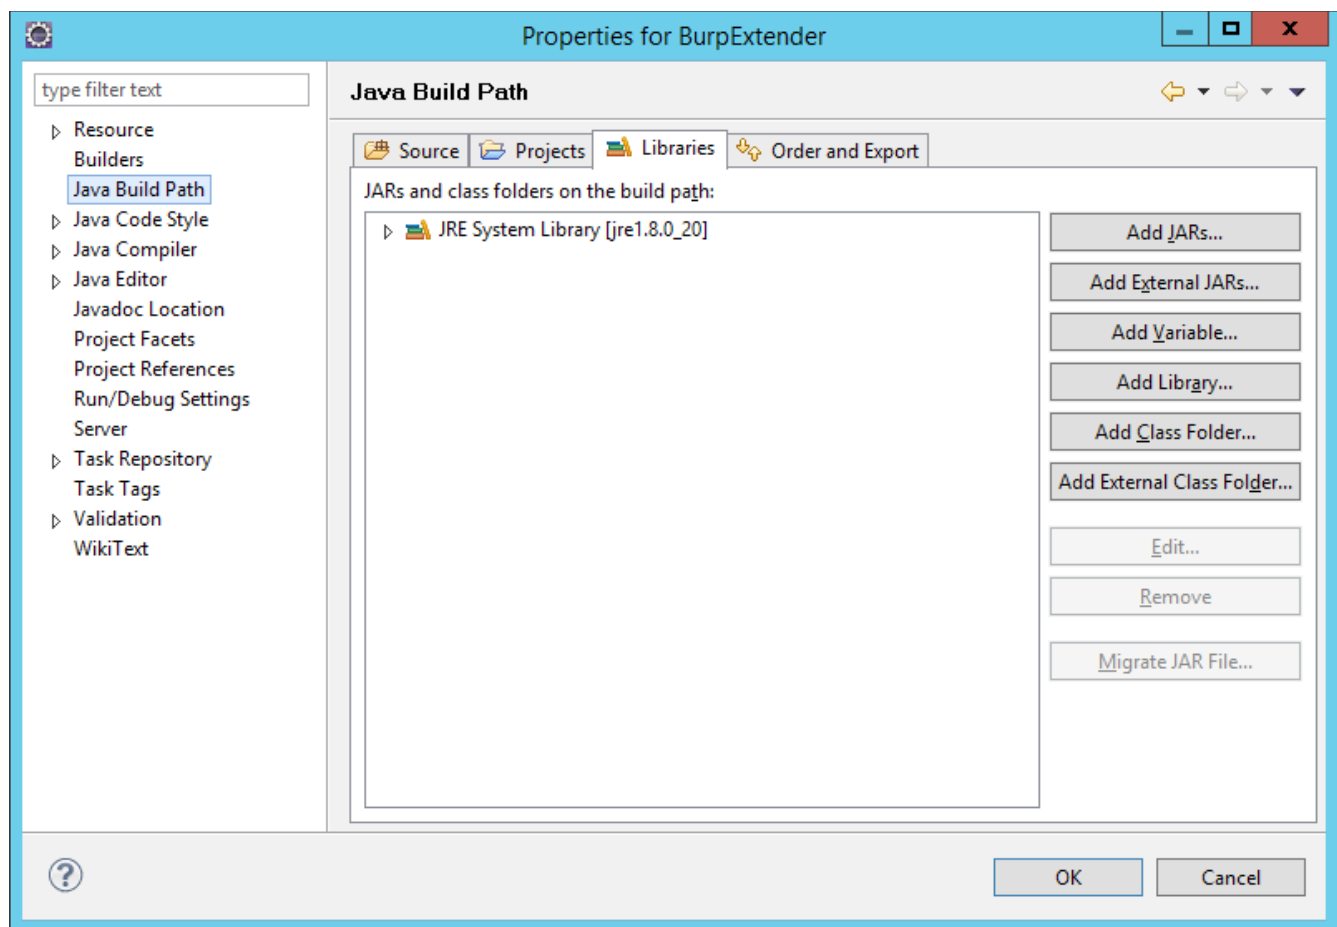 Properties for BurpExtender
type filter text
Resource
Builders
Java Build Path
Java Code Style
Java Compiler
Java Editor
Javadoc Location
Project Facets
Project References
Run/Debug Settings
Server
Task Repository
Task Tags
Validation
WikiText
Java Build Path
Source Projects Libraries Order and Export
JARs and class folders on the build path:
JRE System Library [jre1.8.0_20]
Add JARs...
Add External JARs...
Add Variable...
Add Library...
Add Class Folder...
Add External Class Folder...
Edit...
Remove
Migrate JAR File...
OK Cancel